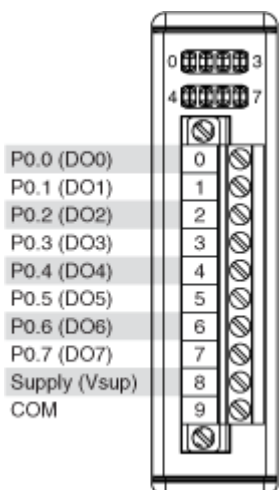 0 3
4 7
P0.0 (DO0) 0
P0.1 (DO1) 1
P0.2 (DO2) 2
P0.3 (DO3) 3
P0.4 (DO4) 4
P0.5 (DO5) 5
P0.6 (DO6) 6
P0.7 (DO7) 7
Supply (Vsup) 8
COM 9